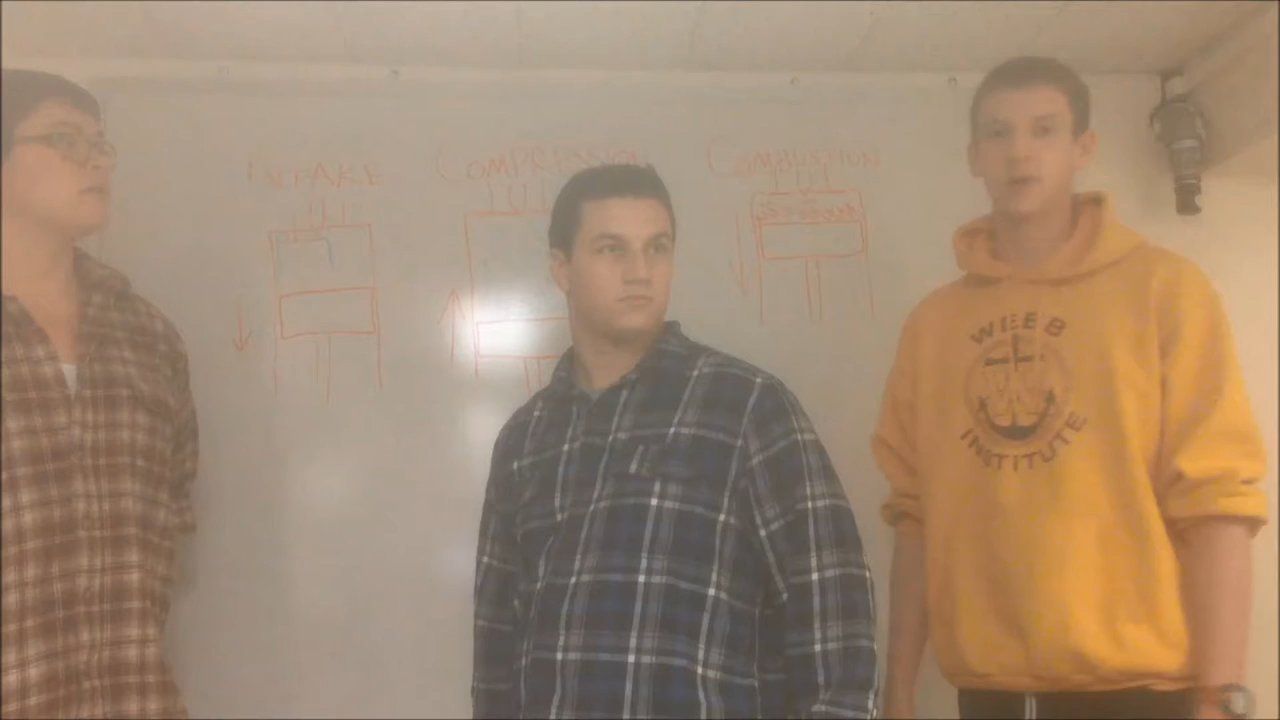 INTAKE
COMPRESSION
COMBUSTION
WEBB
W
INSTITUTE